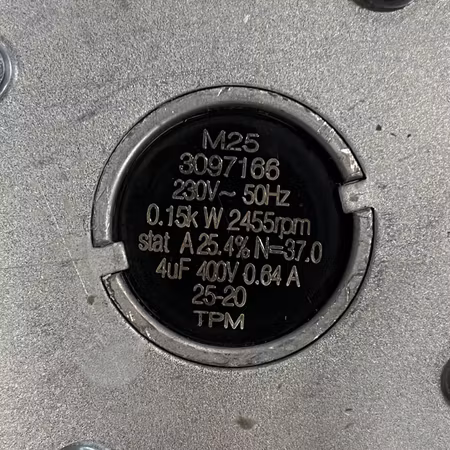 M25
3097166
230V~ 50Hz
0.15k W 2455rpm
stat A 25.4% N=37.0
4uF 400V 0.64 A
25-20
TPM